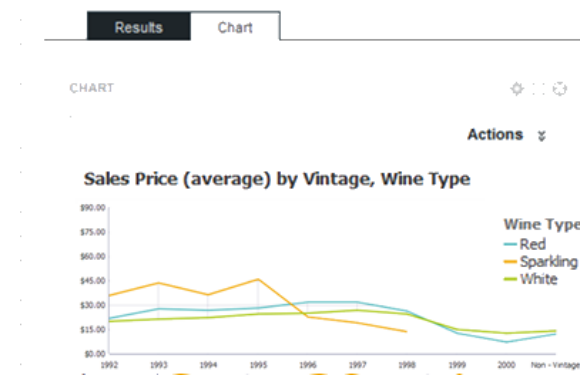 Results Chart
CHART
Actions
Sales Price (average) by Vintage, Wine Type
$90.00
$75.00
$60.00
$45.00
$30.00
$15.00
$0.00
1992 1993 1994 1995 1996 1997 1998 1999 2000 Non - Vintage
Wine Type
Red
Sparkling
White